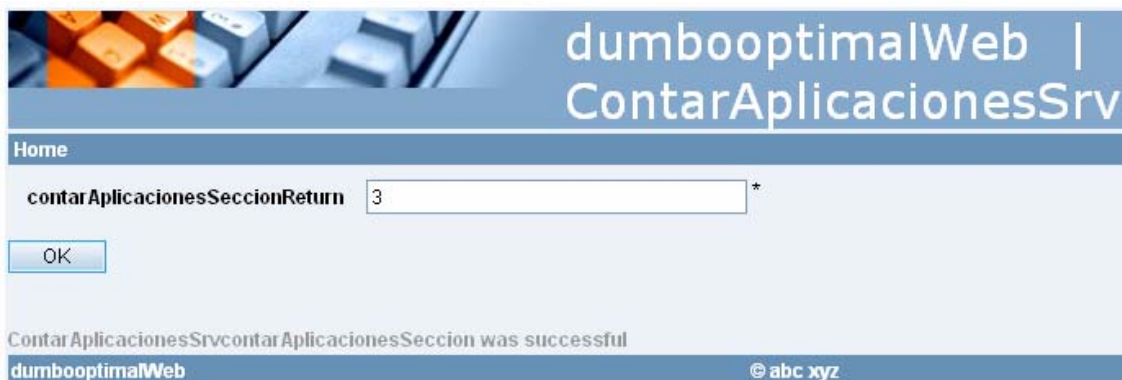 dumbooptimalWeb |
ContarAplicacionesSrv
Home
contarAplicacionesSeccionReturn 3 *
OK
ContarAplicacionesSrvcontarAplicacionesSeccion was successful
dumbooptimalWeb © abc xyz